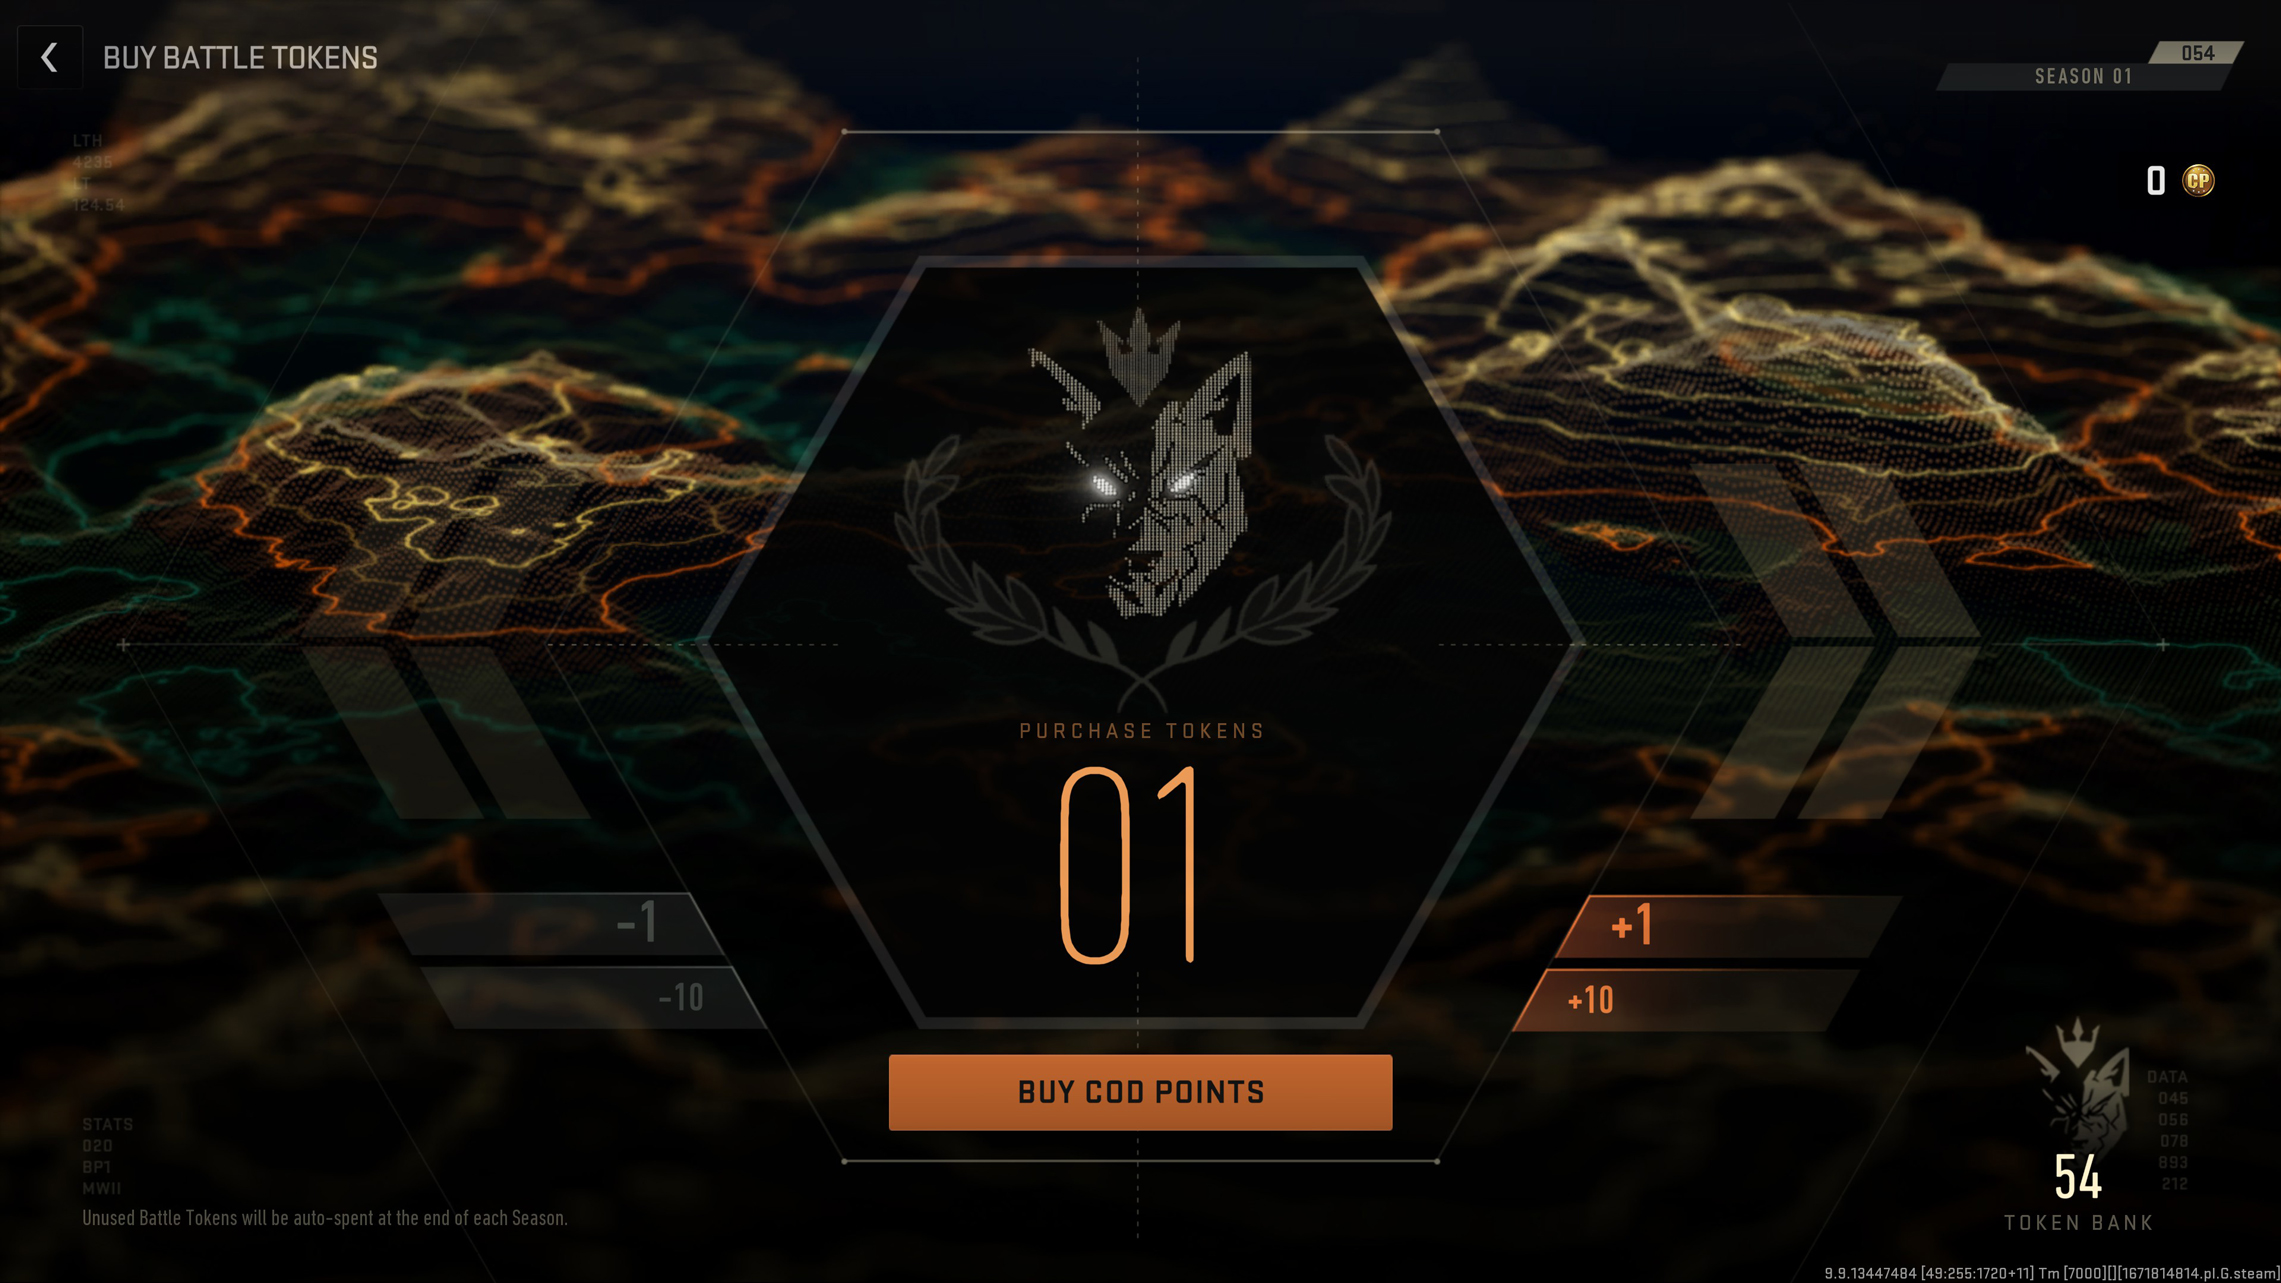 BUY BATTLE TOKENS
054
SEASON 01
LTH
4235
LT
124.54
0 CP
PURCHASE TOKENS
01
-1
+1
-10
+10
BUY COD POINTS
STATS
020
BP1
MWII
Unused Battle Tokens will be auto-spent at the end of each Season.
DATA
045
056
078
893
212
54
TOKEN BANK
9.9.13447484 [49:255:1720+11] Tm [7000][][1671814814.pl.G.steam]